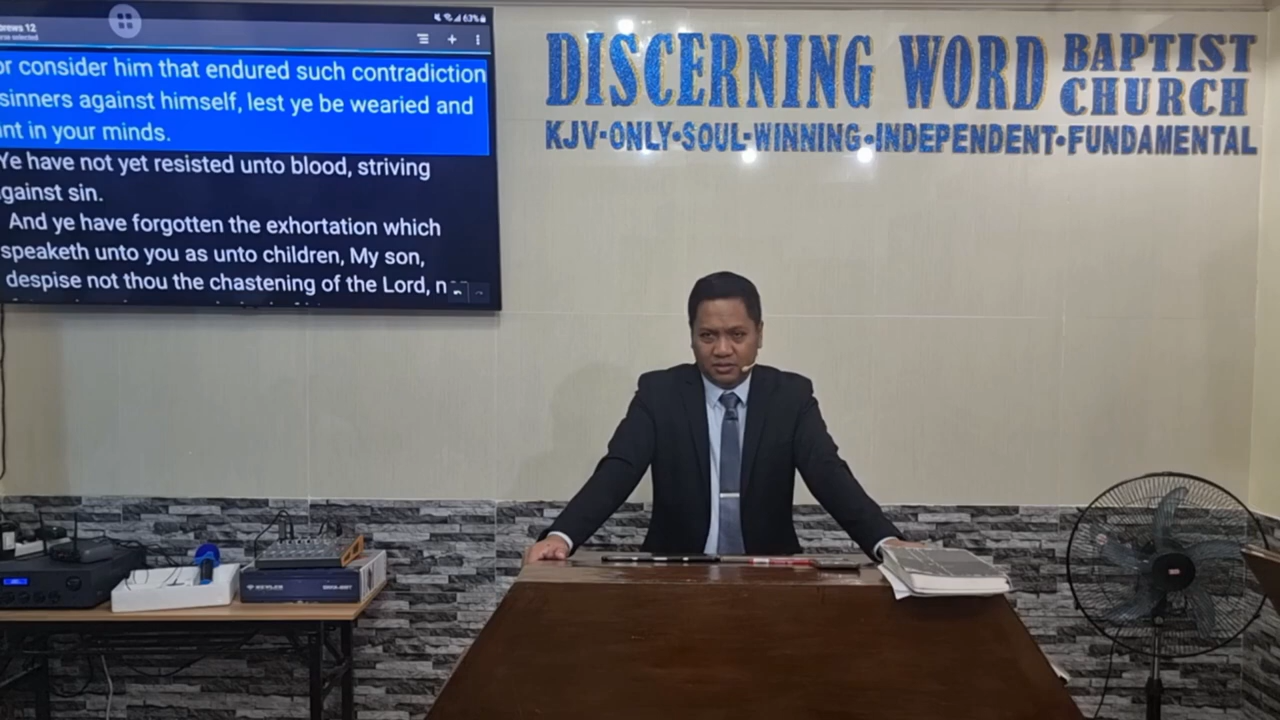 brews 12
63%
or consider him that endured such contradiction
sinners against himself, lest ye be wearied and
int in your minds.
Ye have not yet resisted unto blood, striving
gainst sin.
And ye have forgotten the exhortation which
speaketh unto you as unto children, My son,
despise not thou the chastening of the Lord, n
DISCERNING WORD BAPTIST CHURCH
KJV-ONLY•SOUL-WINNING•INDEPENDENT•FUNDAMENTAL